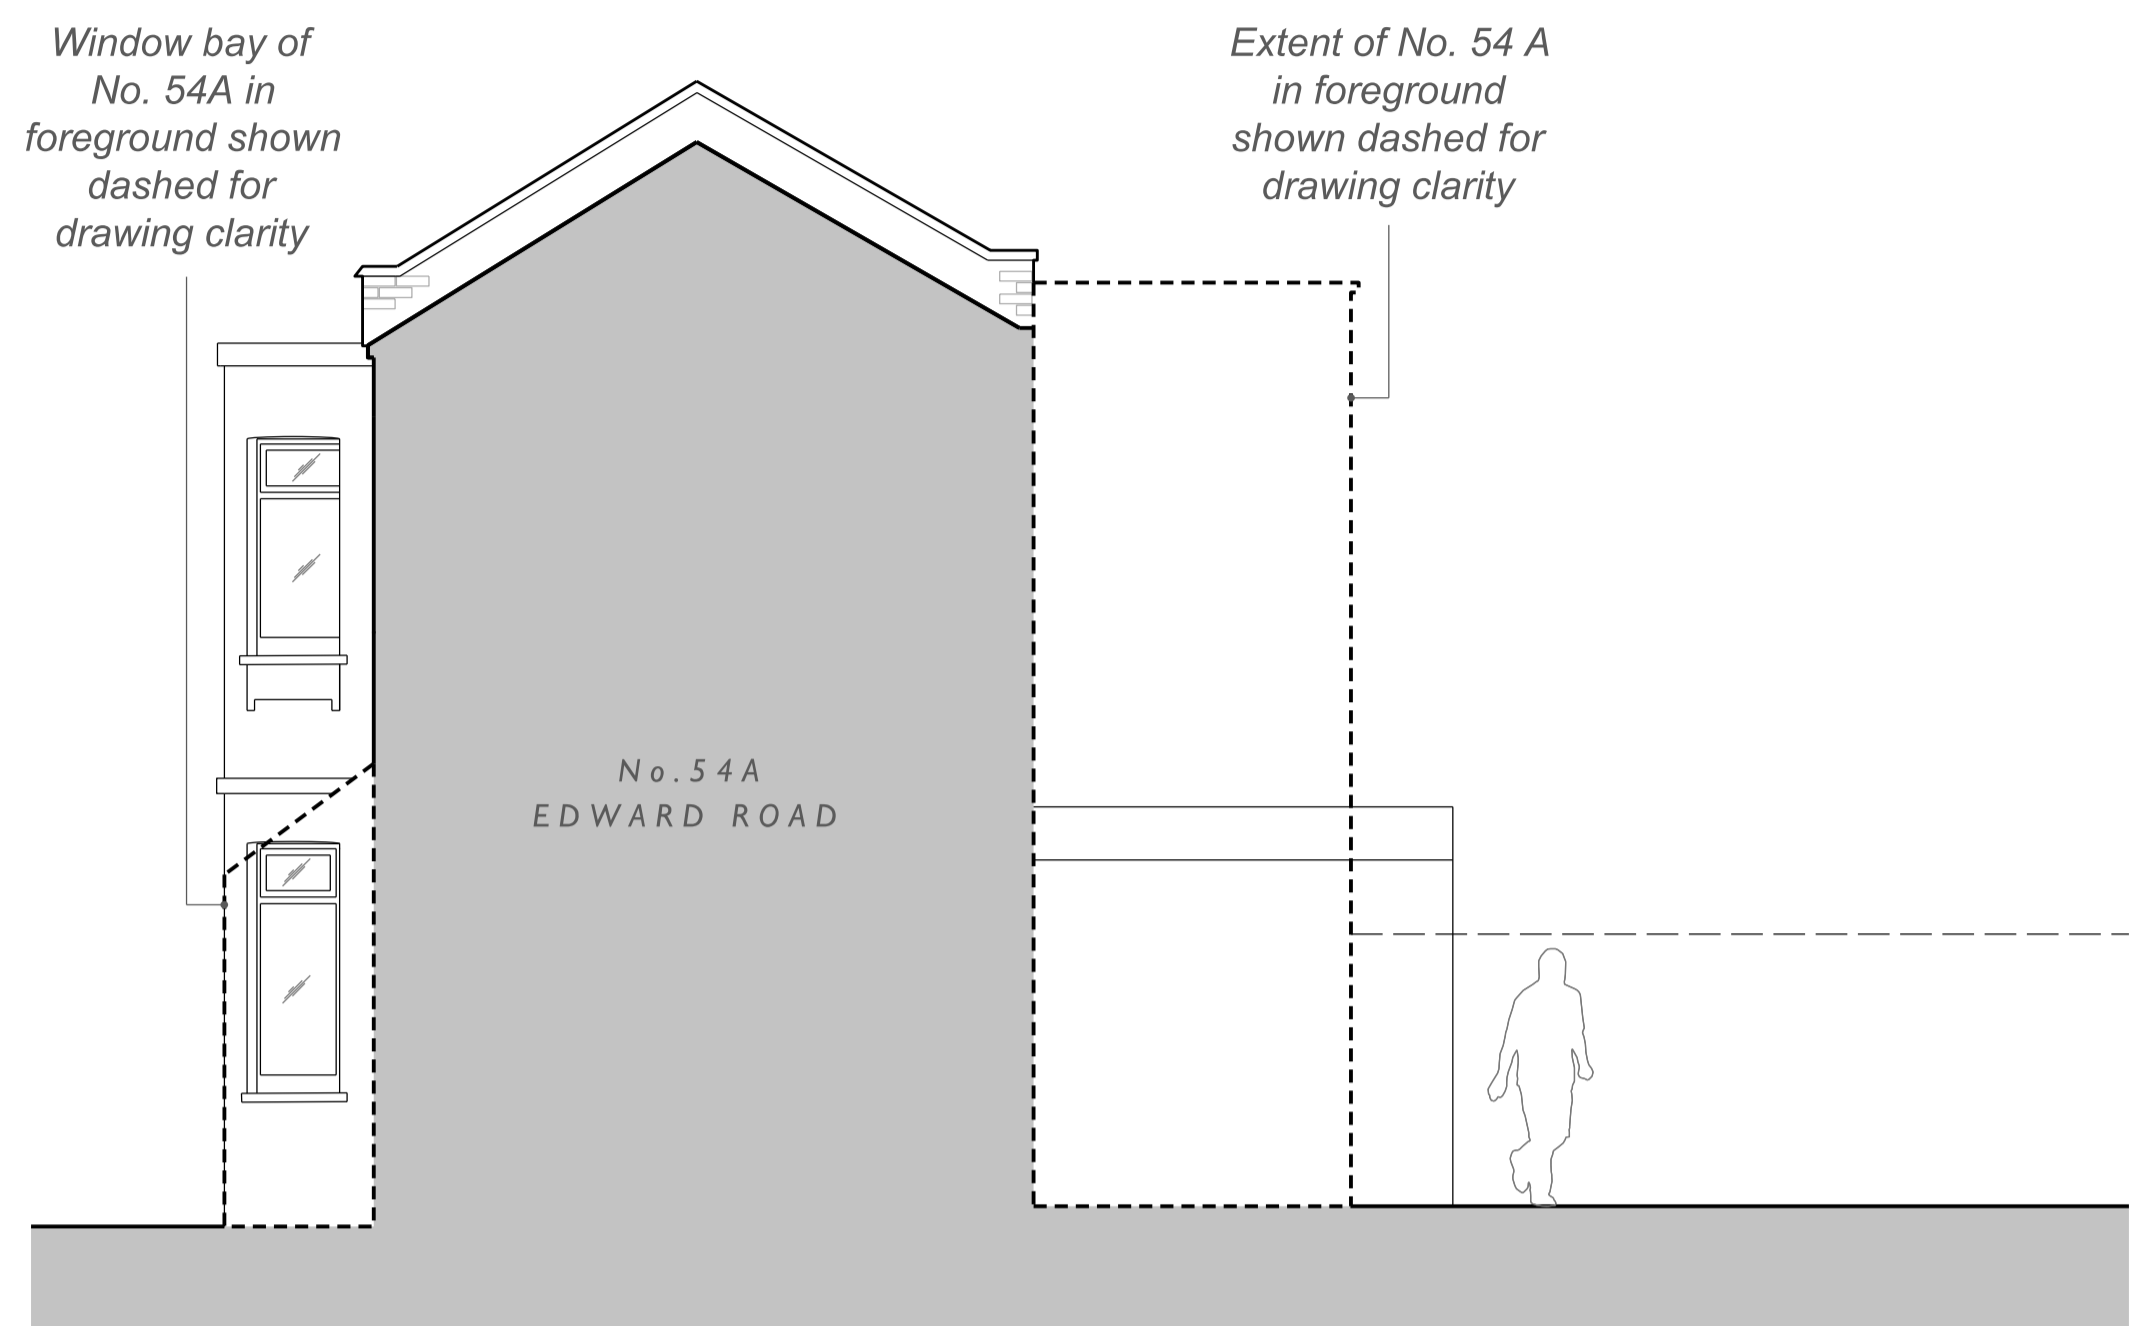 Window bay of
No. 54A in
foreground shown
dashed for
drawing clarity
Extent of No. 54 A
in foreground
shown dashed for
drawing clarity
No.54A
EDWARD ROAD